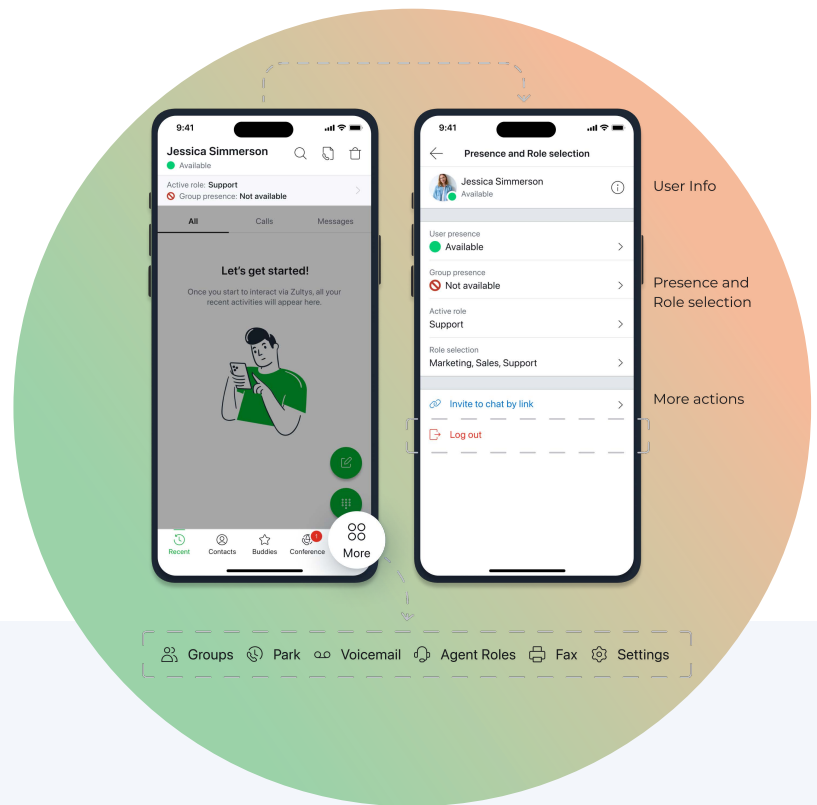 9:41
Jessica Simmerson
Available
Active role: Support
Group presence: Not available
All Calls Messages
Let's get started!
Once you start to interact via Zultys, all your
recent activities will appear here.
Recent Contacts Buddies Conference More
1
9:41
Presence and Role selection
Jessica Simmerson
Available
User presence
Available
Group presence
Not available
Active role
Support
Role selection
Marketing, Sales, Support
Invite to chat by link
Log out
User Info
Presence and
Role selection
More actions
Groups Park Voicemail Agent Roles Fax Settings